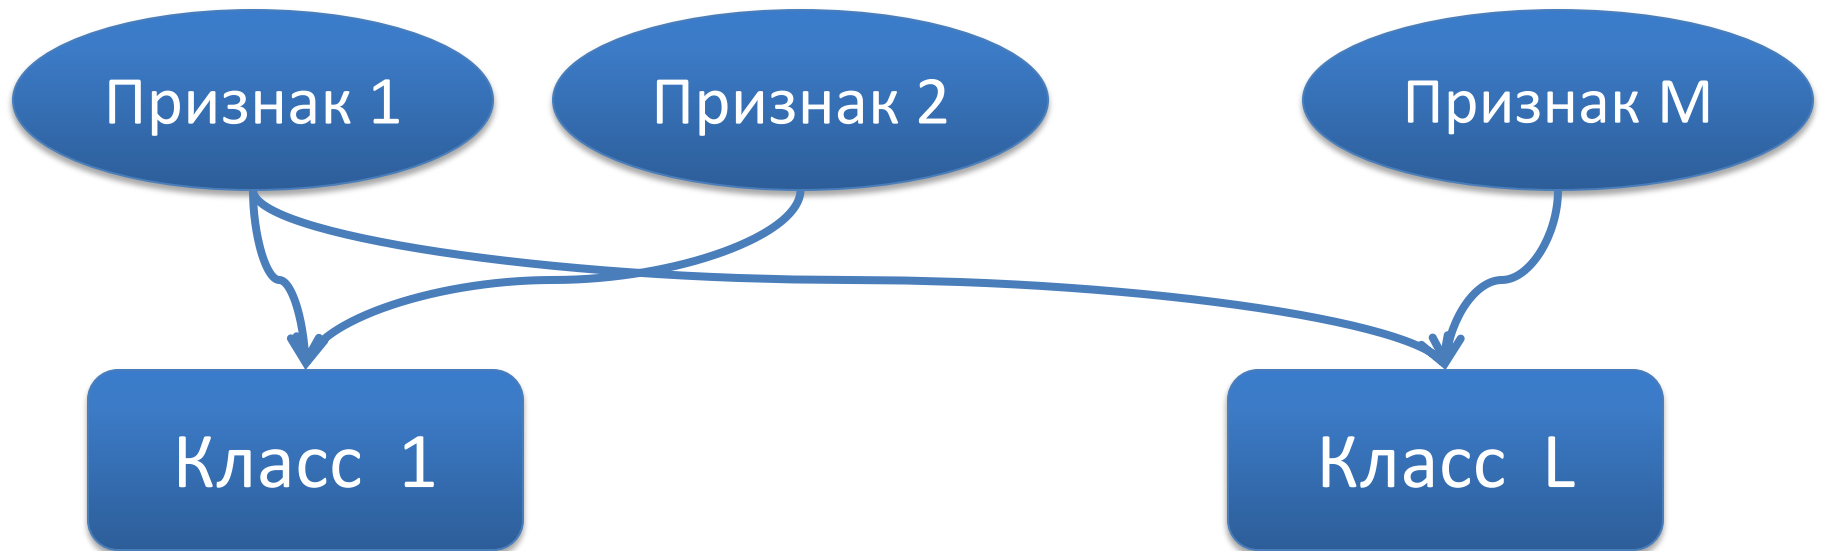 Признак 1
Признак 2
Признак M
Класс 1
Класс L